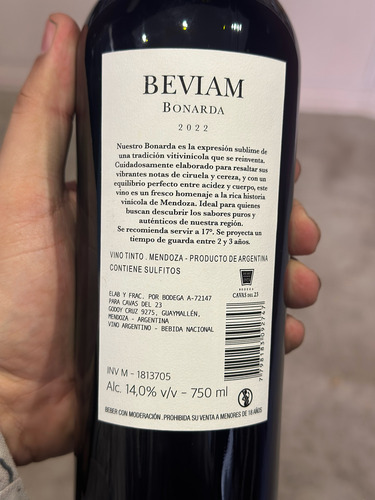 BEVIAM
BONARDA
2022
Nuestro Bonarda es la expresión sublime de
una tradición vitivinícola que se reinventa.
Cuidadosamente elaborado para resaltar sus
vibrantes notas de ciruela y cereza, y con un
equilibrio perfecto entre acidez y cuerpo, este
vino es un fresco homenaje a la rica historia
vinícola de Mendoza. Ideal para quienes
buscan descubrir los sabores puros y
auténticos de nuestra región.
Se recomienda servir a 17°. Se proyecta un
tiempo de guarda entre 2 y 3 años.
VINO TINTO . MENDOZA - PRODUCTO DE ARGENTINA
CONTIENE SULFITOS
CAVAS DEL 23
ELAB Y FRAC. POR BODEGA A-72147
PARA CAVAS DEL 23
GODOY CRUZ 9275, GUAYMALLÉN,
MENDOZA - ARGENTINA
VINO ARGENTINO - BEBIDA NACIONAL
INV M - 1813705
Alc. 14,0% v/v - 750 ml
BEBER CON MODERACIÓN .PROHIBIDA SU VENTA A MENORES DE 18 AÑOS